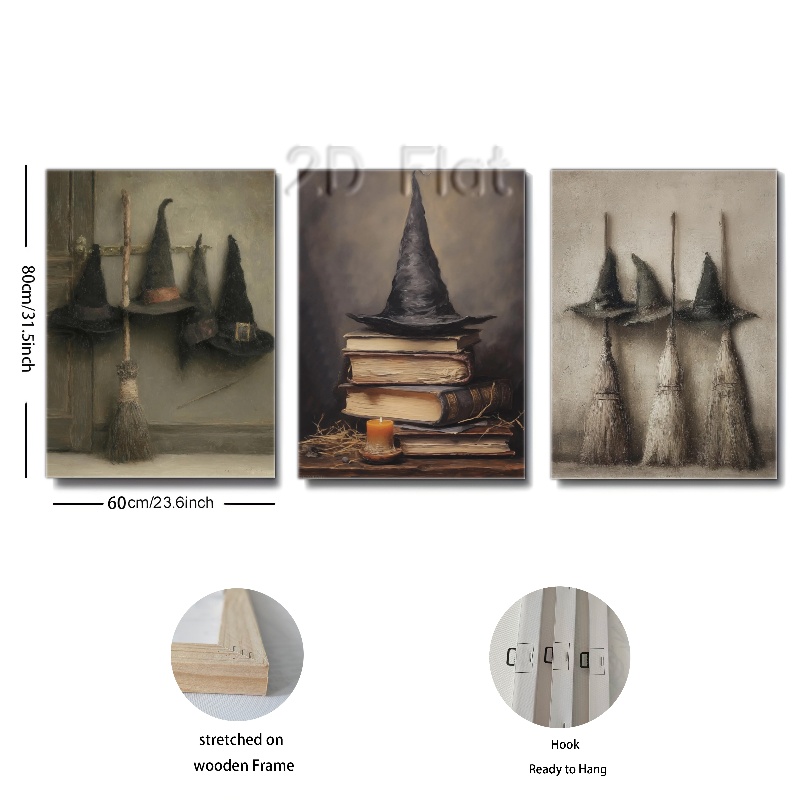 2D Flat
80cm/31.5inch
60cm/23.6inch
stretched on
wooden Frame
Hook
Ready to Hang